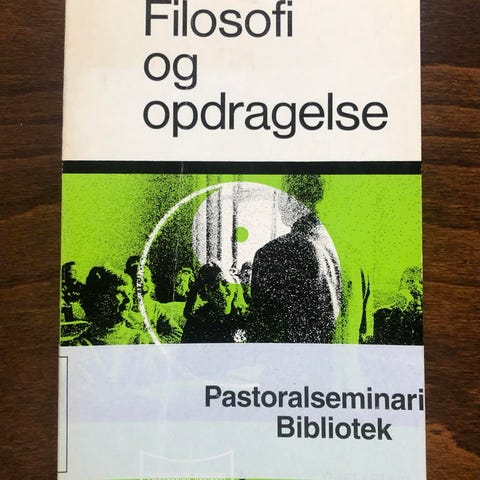 Filosofi
og
opdragelse
Pastoralseminari
Bibliotek